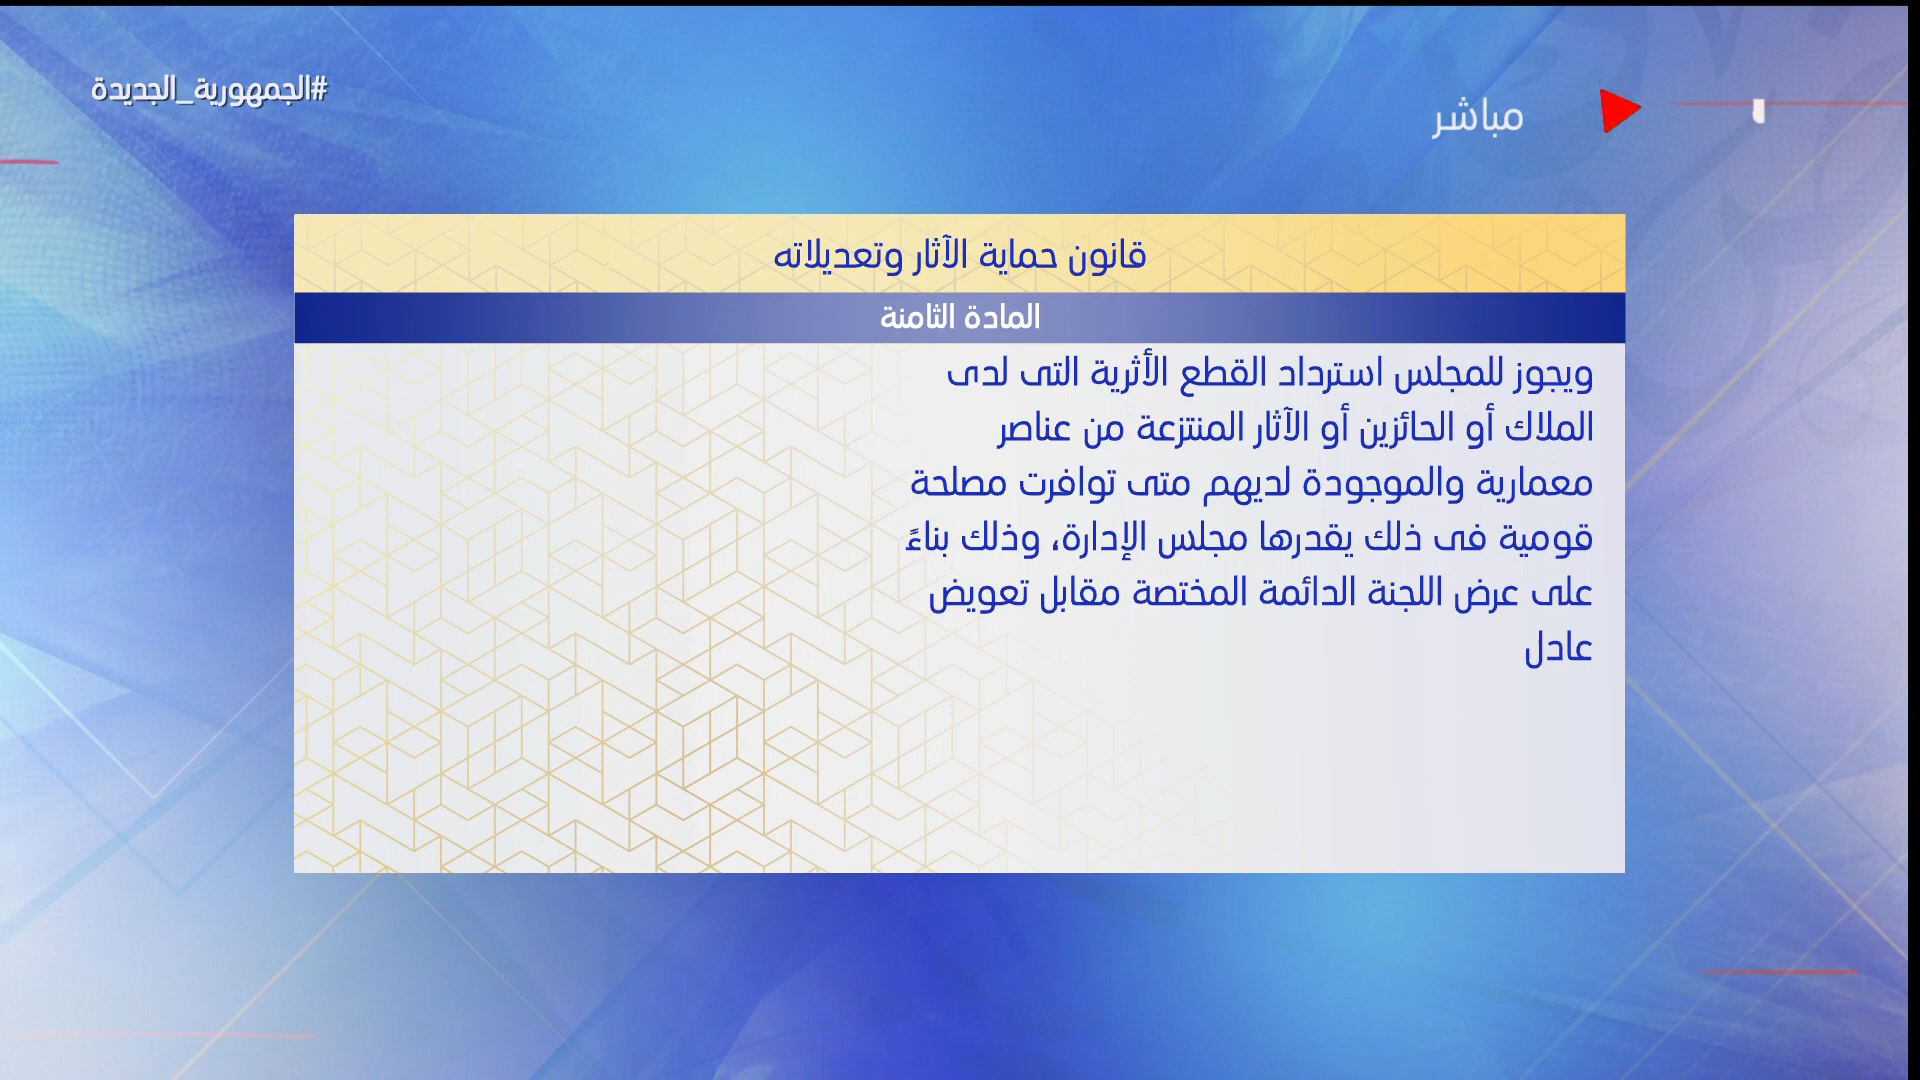 #الجمهورية_الجديدة
مباشر
قانون حماية الآثار وتعديلاته
المادة الثامنة
ويجوز للمجلس استرداد القطع الأثرية التى لدى
الملاك أو الحائزين أو الآثار المنتزعة من عناصر
معمارية والموجودة لديهم متى توافرت مصلحة
قومية فى ذلك يقدرها مجلس الإدارة، وذلك بناءً
على عرض اللجنة الدائمة المختصة مقابل تعويض
عادل